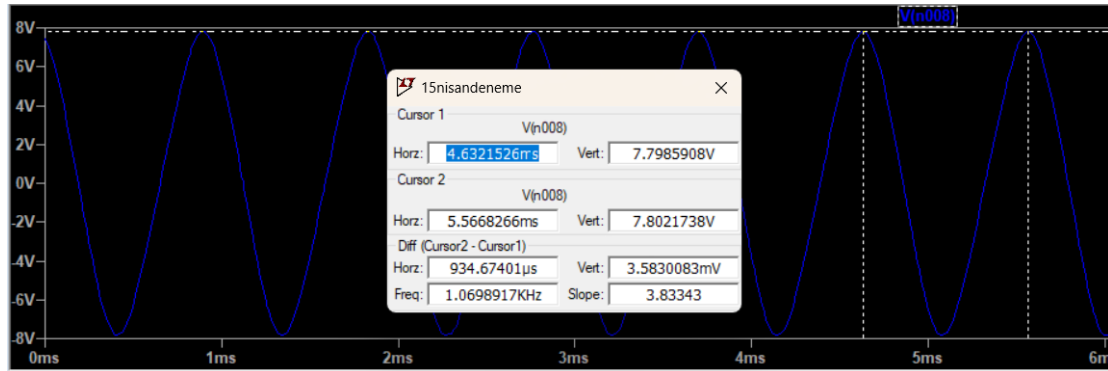 V(n008)
8V
6V
4V
2V
0V
-2V
-4V
-6V
-8V
0ms 1ms 2ms 3ms 4ms 5ms 6m
15nisandeneme
Cursor 1
V(n008)
Horz: 4.6321526ms Vert: 7.7985908V
Cursor 2
V(n008)
Horz: 5.5668266ms Vert: 7.8021738V
Diff (Cursor2 - Cursor1)
Horz: 934.67401µs Vert: 3.5830083mV
Freq: 1.0698917KHz Slope: 3.83343